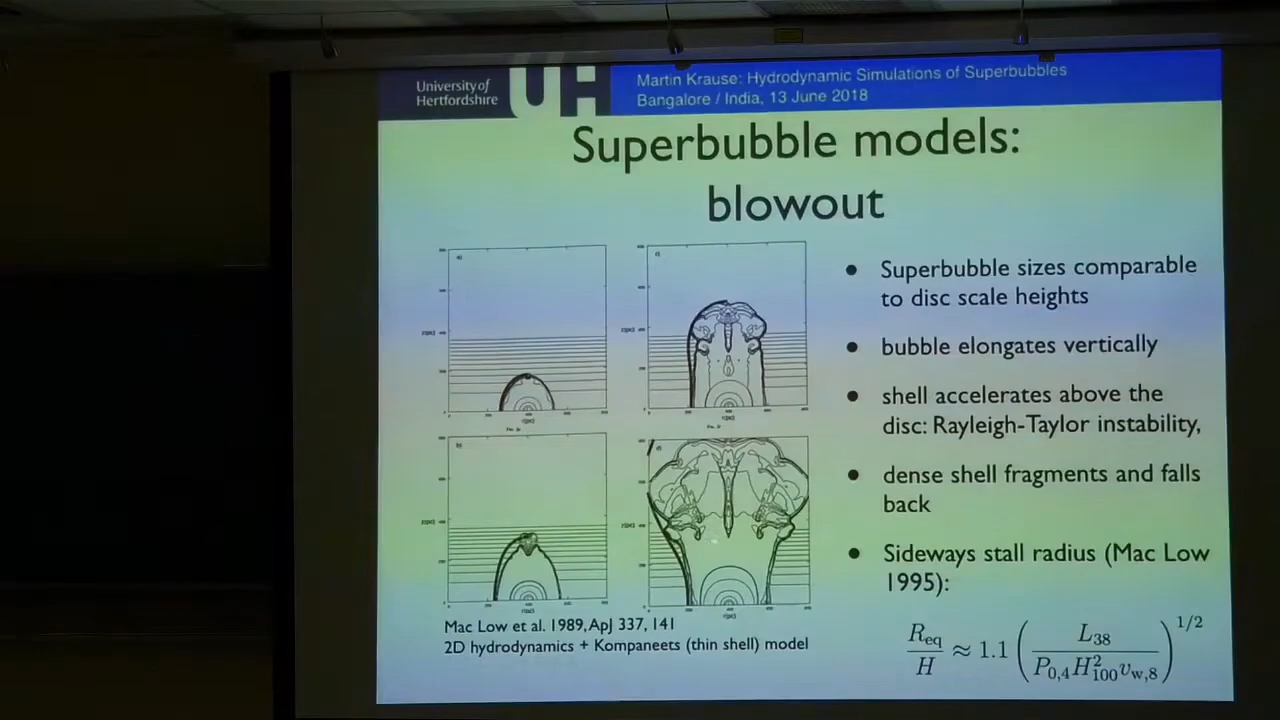 University of
Hertfordshire
UH
Martin Krause: Hydrodynamic Simulations of Superbubbles
Bangalore / India, 13 June 2018
Superbubble models:
blowout
• Superbubble sizes comparable
to disc scale heights
• bubble elongates vertically
• shell accelerates above the
disc: Rayleigh-Taylor instability,
• dense shell fragments and falls
back
• Sideways stall radius (Mac Low
1995):
R_eq/H ≈ 1.1 (L_38/(P_0,4 H_100^2 v_w,8))^1/2
Mac Low et al. 1989, ApJ 337, 141
2D hydrodynamics + Kompaneets (thin shell) model